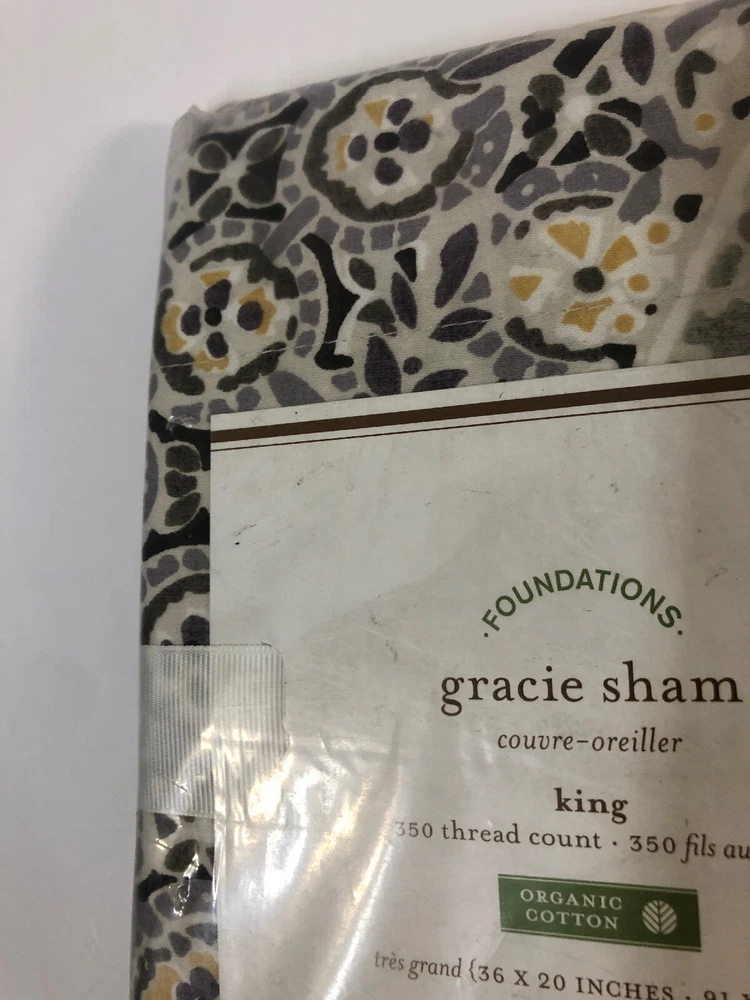 ·FOUNDATIONS·
gracie sham
couvre-oreiller
king
350 thread count · 350 fils au
ORGANIC
COTTON
très grand {36 X 20 INCHES · 91